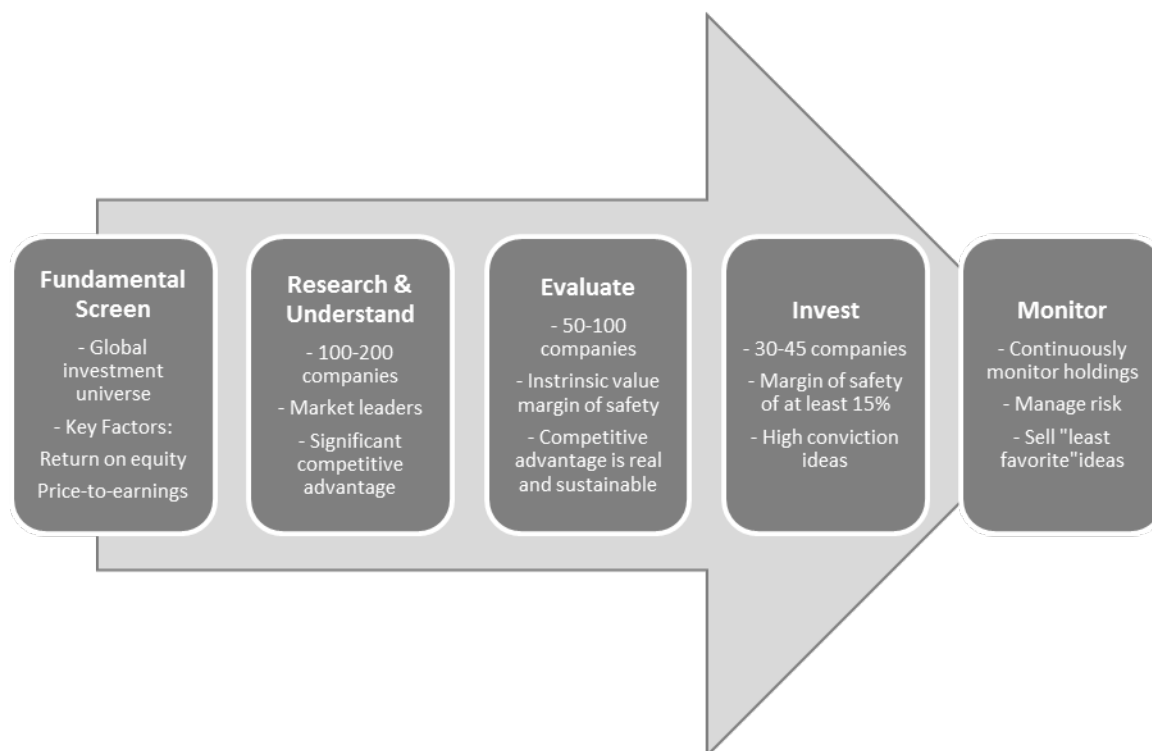 Fundamental
Screen
- Global
investment
universe
- Key Factors:
Return on equity
Price-to-earnings
Research &
Understand
- 100-200
companies
- Market leaders
- Significant
competitive
advantage
Evaluate
- 50-100
companies
- Instrinsic value
margin of safety
- Competitive
advantage is real
and sustainable
Invest
- 30-45 companies
- Margin of safety
of at least 15%
- High conviction
ideas
Monitor
- Continuously
monitor holdings
- Manage risk
- Sell "least
favorite"ideas